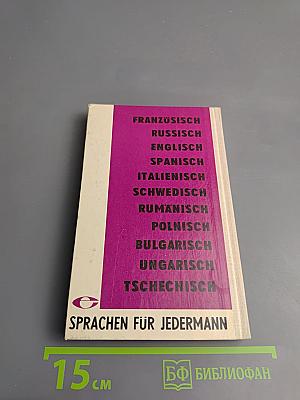 FRANZÖSISCH
RUSSISCH
ENGLISCH
SPANISCH
ITALIENISCH
SCHWEDISCH
RUMÄNISCH
POLNISCH
BULGARISCH
UNGARISCH
TSCHECHISCH
SPRACHEN FÜR JEDERMANN
15 см
БФ БИБЛИОФАН